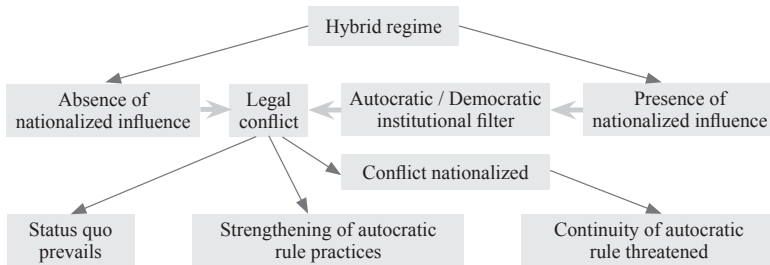 Hybrid regime
Absence of
nationalized influence
Legal
conflict
Autocratic / Democratic
institutional filter
Presence of
nationalized influence
Conflict nationalized
Status quo
prevails
Strengthening of autocratic
rule practices
Continuity of autocratic
rule threatened